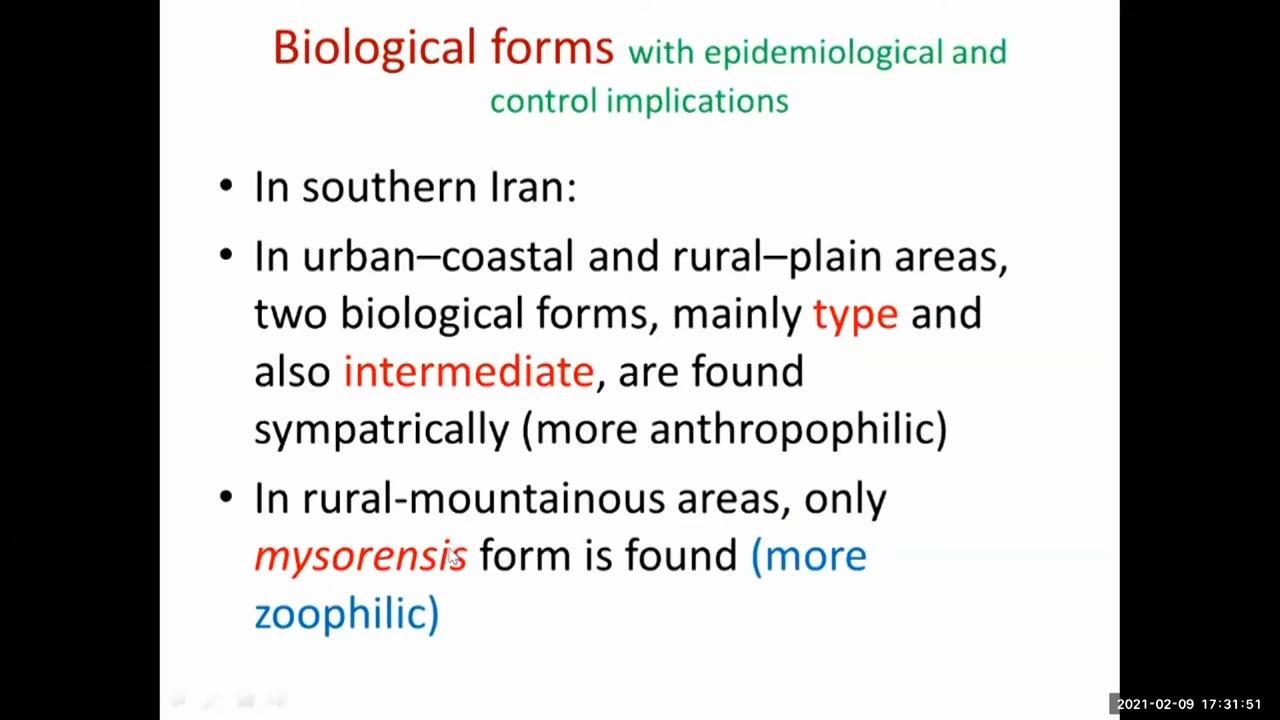 Biological forms with epidemiological and
control implications
• In southern Iran:
• In urban–coastal and rural–plain areas,
two biological forms, mainly type and
also intermediate, are found
sympatrically (more anthropophilic)
• In rural-mountainous areas, only
mysorensis form is found (more
zoophilic)
2021-02-09 17:31:51